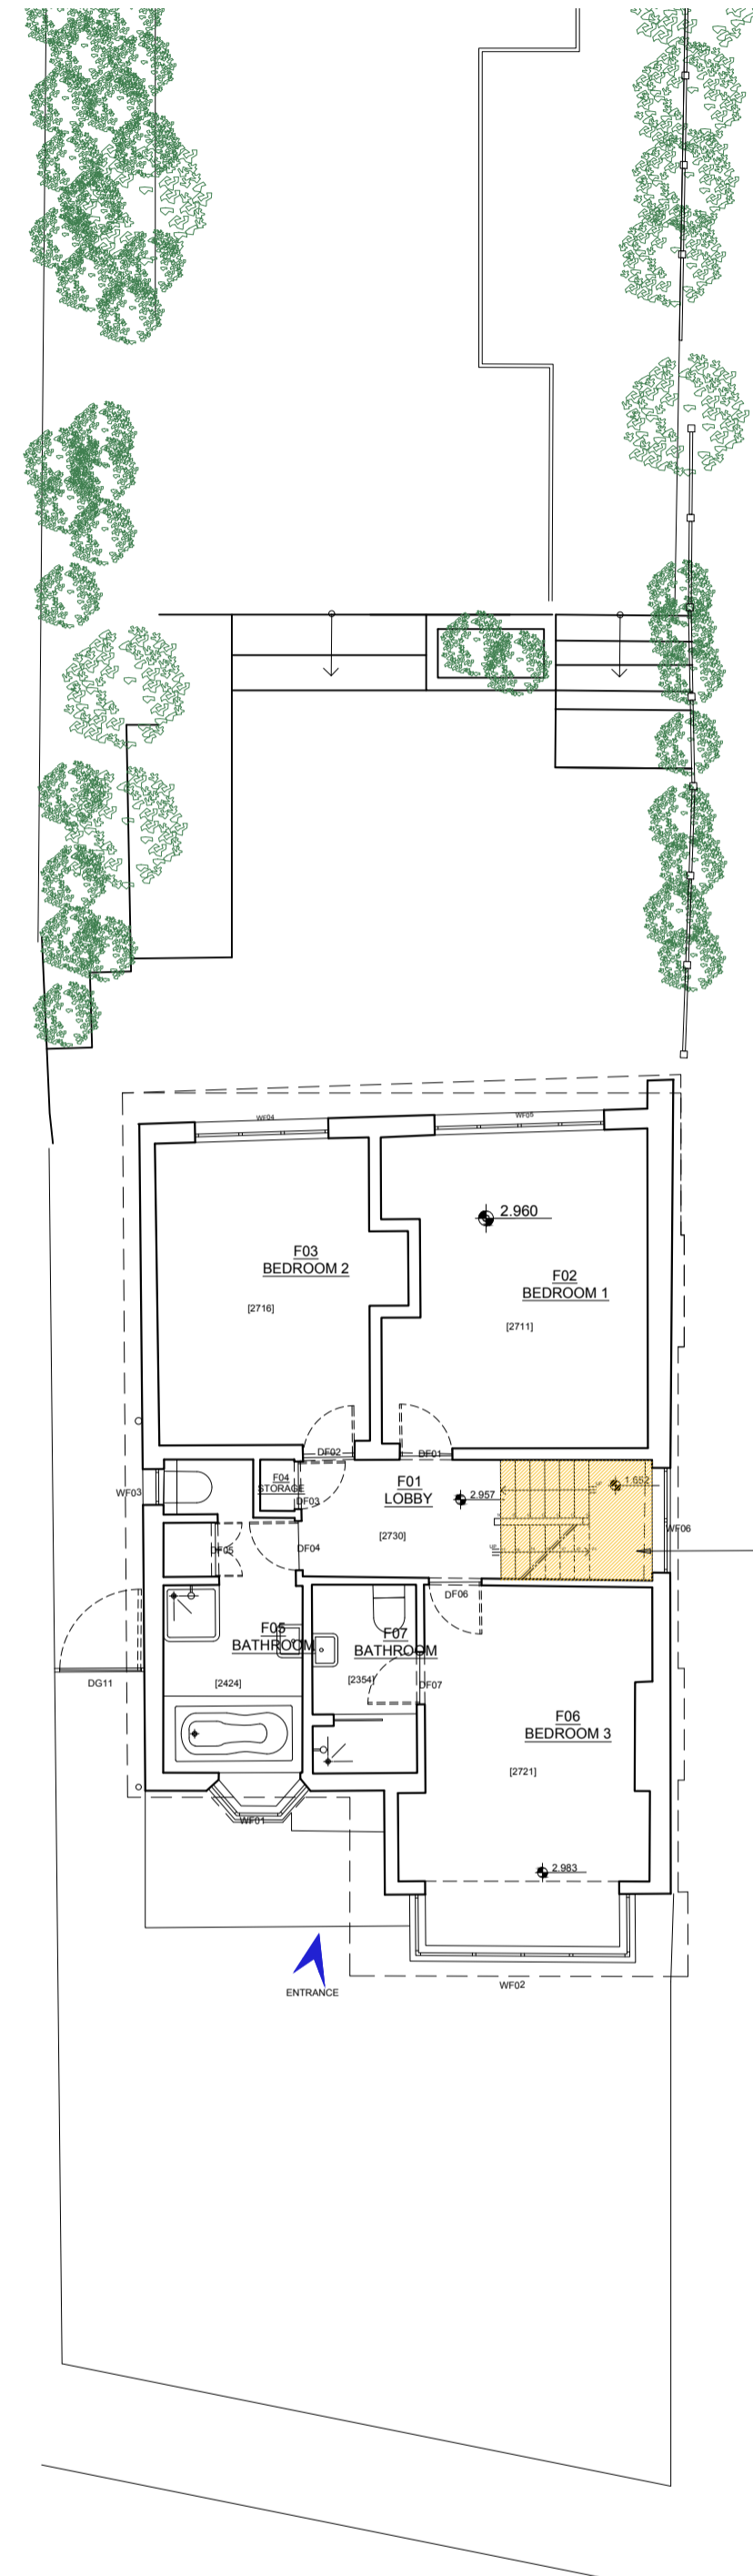 WF04
WF05
2.960
F03
BEDROOM 2
F02
BEDROOM 1
[2716]
[2711]
DF02
DF01
F04
STORAGE
F01
LOBBY
1.652
WF03
DF03
2.957
WF06
[2730]
DF05
DF04
DF06
F05
BATHROOM
F07
BATHROOM
DG11
[2424]
[2354]
DF07
F06
BEDROOM 3
[2721]
WF01
2.983
ENTRANCE
WF02